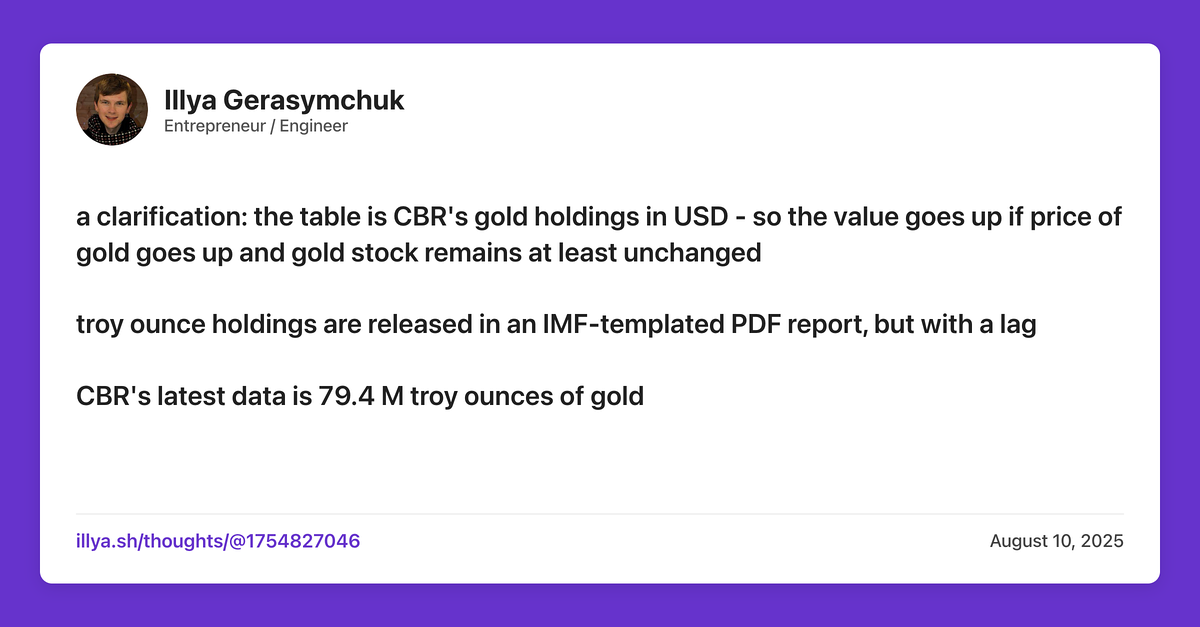 Illya Gerasymchuk
Entrepreneur / Engineer
a clarification: the table is CBR's gold holdings in USD - so the value goes up if price of
gold goes up and gold stock remains at least unchanged
troy ounce holdings are released in an IMF-templated PDF report, but with a lag
CBR's latest data is 79.4 M troy ounces of gold
illya.sh/thoughts/@1754827046
August 10, 2025